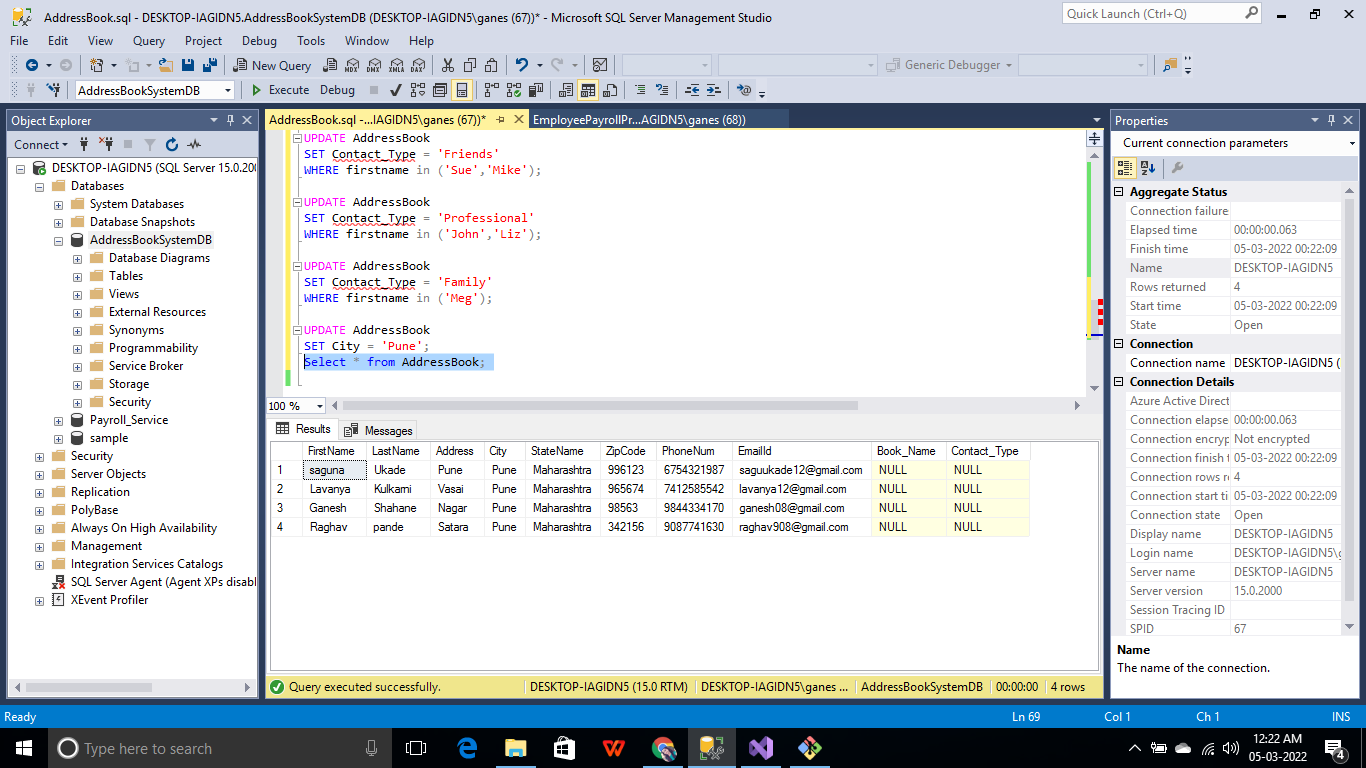 AddressBook.sql - DESKTOP-IAGIDN5.AddressBookSystemDB (DESKTOP-IAGIDN5\ganes (67))* - Microsoft SQL Server Management Studio
Quick Launch (Ctrl+Q)
File Edit View Query Project Debug Tools Window Help
New Query MDX DMX XMLA DAX Generic Debugger
AddressBookSystemDB Execute Debug
Object Explorer
Connect
DESKTOP-IAGIDN5 (SQL Server 15.0.200
Databases
System Databases
Database Snapshots
AddressBookSystemDB
Database Diagrams
Tables
Views
External Resources
Synonyms
Programmability
Service Broker
Storage
Security
Payroll_Service
sample
Security
Server Objects
Replication
PolyBase
Always On High Availability
Management
Integration Services Catalogs
SQL Server Agent (Agent XPs disabl
XEvent Profiler
AddressBook.sql -...IAGIDN5\ganes (67))* EmployeePayrollPr...AGIDN5\ganes (68))
UPDATE AddressBook
SET Contact_Type = 'Friends'
WHERE firstname in ('Sue','Mike');
UPDATE AddressBook
SET Contact_Type = 'Professional'
WHERE firstname in ('John','Liz');
UPDATE AddressBook
SET Contact_Type = 'Family'
WHERE firstname in ('Meg');
UPDATE AddressBook
SET City = 'Pune';
Select * from AddressBook;
100 %
Results Messages
FirstName LastName Address City StateName ZipCode PhoneNum EmailId Book_Name Contact_Type
1 saguna Ukade Pune Pune Maharashtra 996123 6754321987 saguukade12@gmail.com NULL NULL
2 Lavanya Kulkarni Vasai Pune Maharashtra 965674 7412585542 lavanya12@gmail.com NULL NULL
3 Ganesh Shahane Nagar Pune Maharashtra 98563 9844334170 ganesh08@gmail.com NULL NULL
4 Raghav pande Satara Pune Maharashtra 342156 9087741630 raghav908@gmail.com NULL NULL
Query executed successfully. DESKTOP-IAGIDN5 (15.0 RTM) DESKTOP-IAGIDN5\ganes ... AddressBookSystemDB 00:00:00 4 rows
Properties
Current connection parameters
Aggregate Status
Connection failure
Elapsed time 00:00:00.063
Finish time 05-03-2022 00:22:09
Name DESKTOP-IAGIDN5
Rows returned 4
Start time 05-03-2022 00:22:09
State Open
Connection
Connection name DESKTOP-IAGIDN5 (
Connection Details
Azure Active Direct
Connection elapse 00:00:00.063
Connection encryp Not encrypted
Connection finish t 05-03-2022 00:22:09
Connection rows r 4
Connection start ti 05-03-2022 00:22:09
Connection state Open
Display name DESKTOP-IAGIDN5
Login name DESKTOP-IAGIDN5\g
Server name DESKTOP-IAGIDN5
Server version 15.0.2000
Session Tracing ID
SPID 67
Name
The name of the connection.
Ready Ln 69 Col 1 Ch 1 INS
Type here to search
12:22 AM
05-03-2022
4